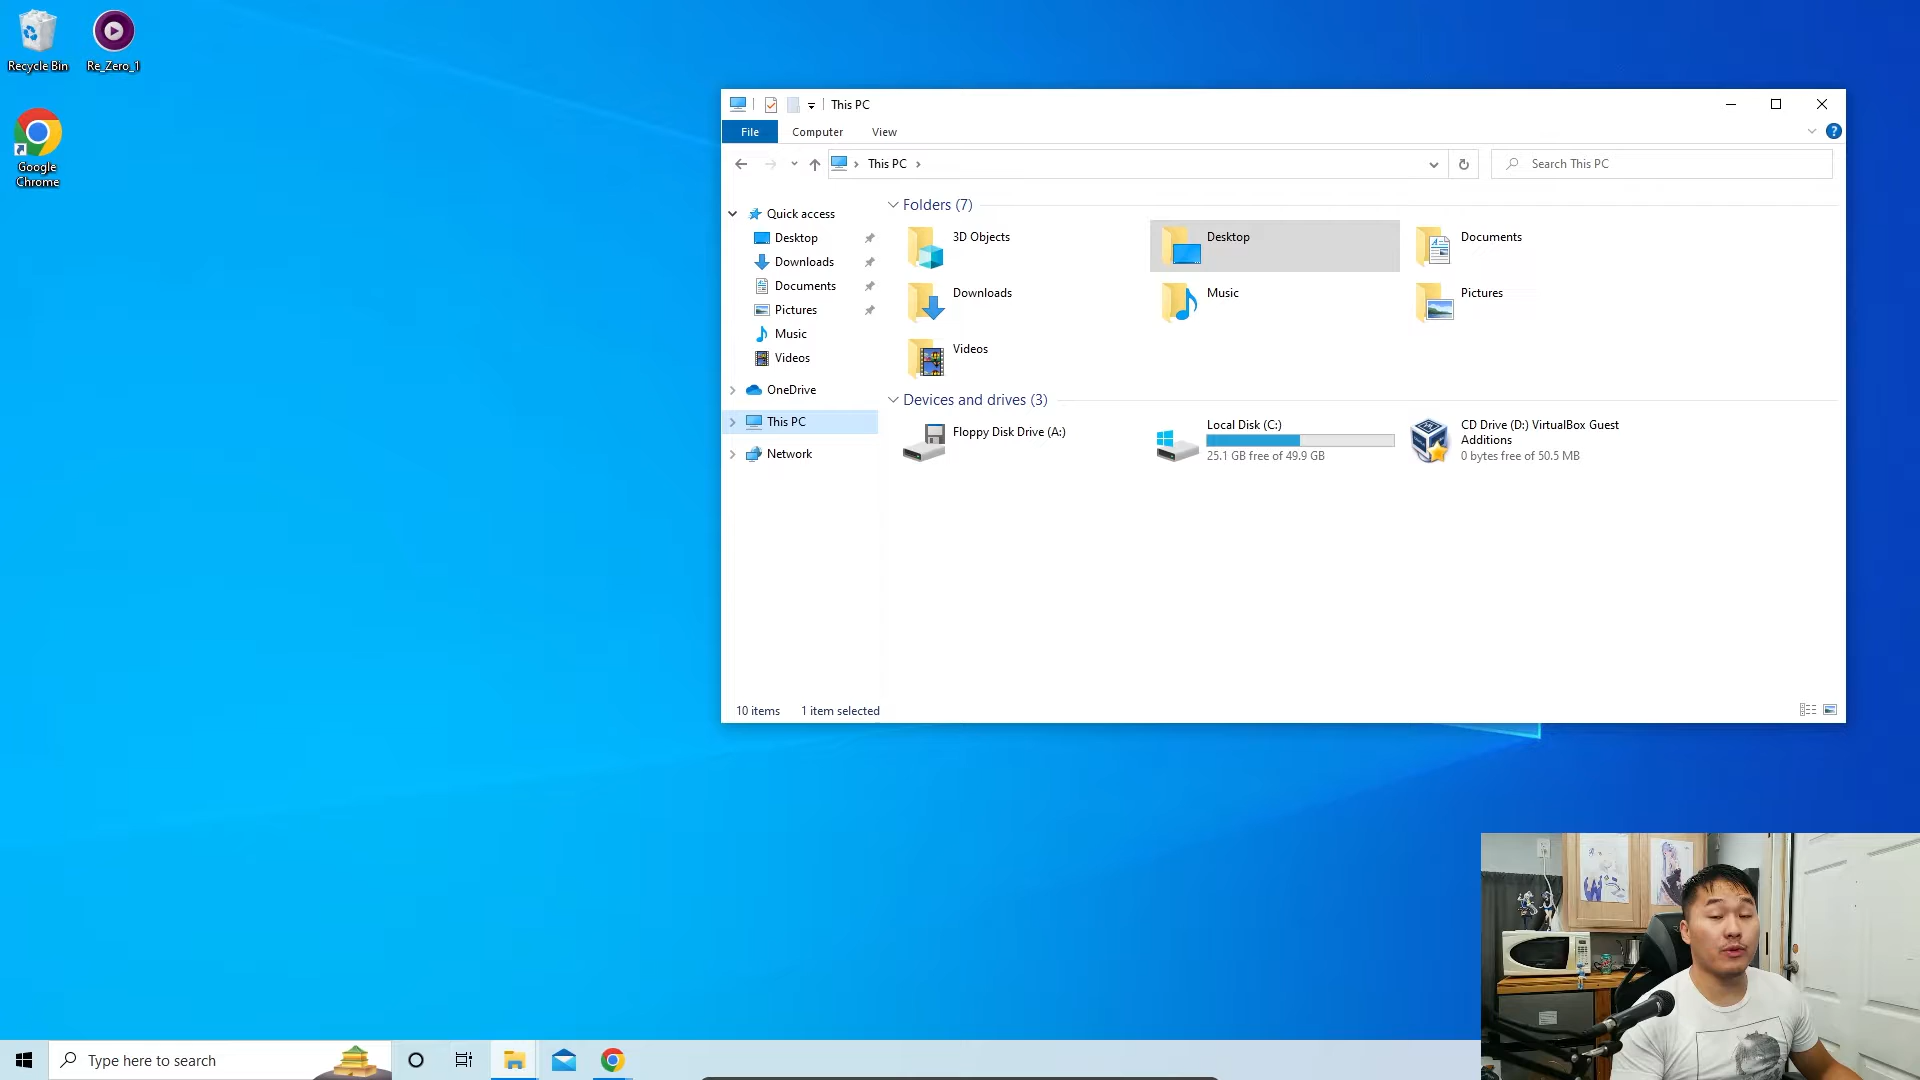 Recycle Bin
Re_Zero_1
Google
Chrome
This PC
File
Computer
View
?
This PC
Search This PC
Quick access
Desktop
Downloads
Documents
Pictures
Music
Videos
OneDrive
This PC
Network
Folders (7)
3D Objects
Desktop
Documents
Downloads
Music
Pictures
Videos
Devices and drives (3)
Floppy Disk Drive (A:)
Local Disk (C:)
25.1 GB free of 49.9 GB
CD Drive (D:) VirtualBox Guest
Additions
0 bytes free of 50.5 MB
10 items
1 item selected
Type here to search